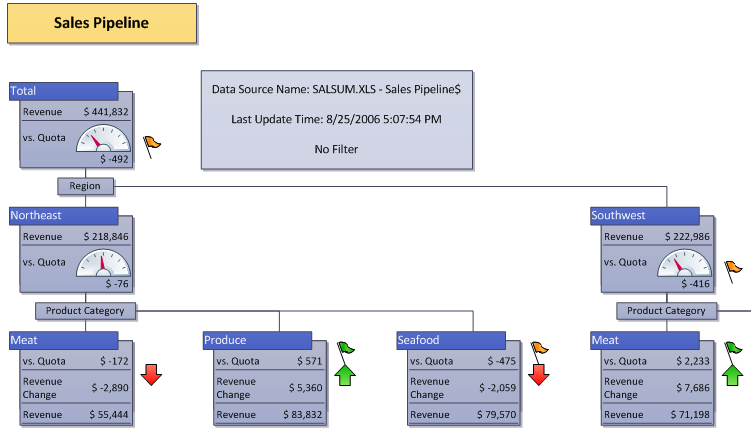 Sales Pipeline
Data Source Name: SALSUM.XLS - Sales Pipeline$
Last Update Time: 8/25/2006 5:07:54 PM
No Filter
Total
Revenue $ 441,832
vs. Quota
$ -492
Region
Northeast
Revenue $ 218,846
vs. Quota
$ -76
Southwest
Revenue $ 222,986
vs. Quota
$ -416
Product Category
Product Category
Meat
vs. Quota $ -172
Revenue
Change $ -2,890
Revenue $ 55,444
Produce
vs. Quota $ 571
Revenue
Change $ 5,360
Revenue $ 83,832
Seafood
vs. Quota $ -475
Revenue
Change $ -2,059
Revenue $ 79,570
Meat
vs. Quota $ 2,233
Revenue
Change $ 7,686
Revenue $ 71,198